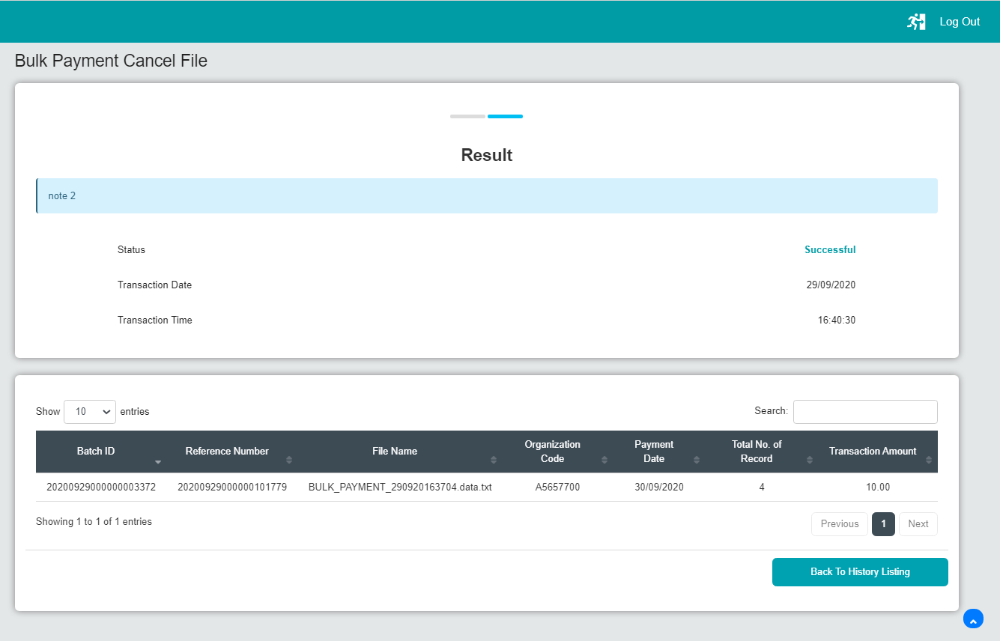 Log Out
Bulk Payment Cancel File
Result
note 2
Status Successful
Transaction Date 29/09/2020
Transaction Time 16:40:30
Show 10 entries Search:
Batch ID Reference Number File Name Organization Code Payment Date Total No. of Record Transaction Amount
20200929000000003372 20200929000000101779 BULK_PAYMENT_290920163704.data.txt A5657700 30/09/2020 4 10.00
Showing 1 to 1 of 1 entries Previous 1 Next
Back To History Listing